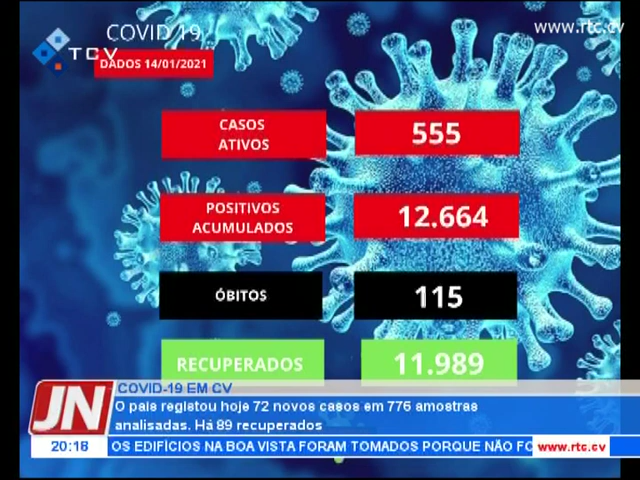 www.rtc.cv
COVID 19
TCV
DADOS 14/01/2021
CASOS
ATIVOS
555
POSITIVOS
ACUMULADOS
12.664
ÓBITOS
115
RECUPERADOS
11.989
JN
COVID-19 EM CV
O país registou hoje 72 novos casos em 776 amostras
analisadas. Há 89 recuperados
20:18
OS EDIFÍCIOS NA BOA VISTA FORAM TOMADOS PORQUE NÃO FO
www.rtc.cv